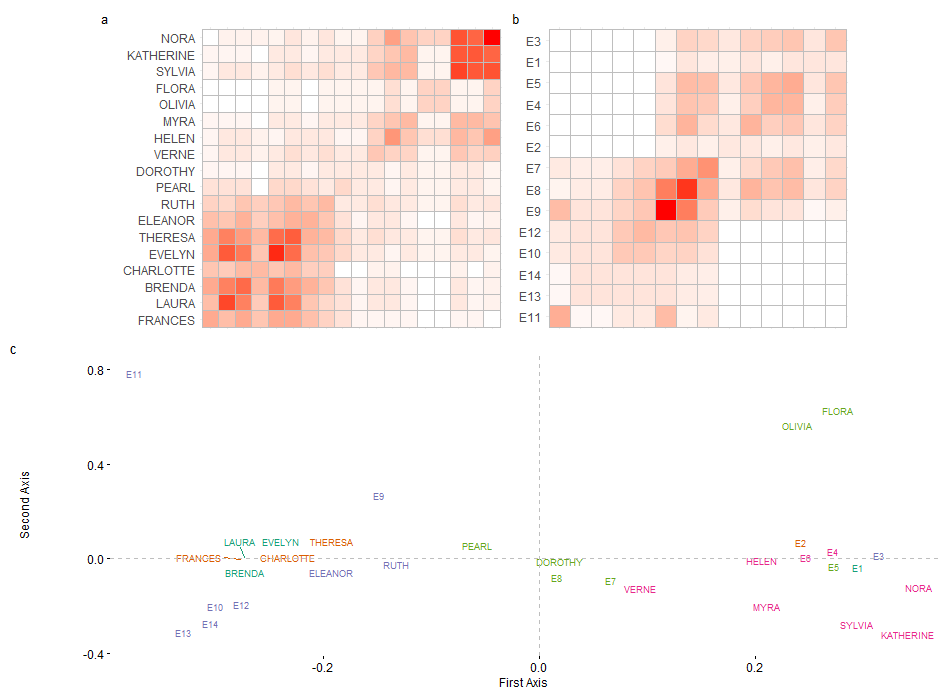 a
NORA
KATHERINE
SYLVIA
FLORA
OLIVIA
MYRA
HELEN
VERNE
DOROTHY
PEARL
RUTH
ELEANOR
THERESA
EVELYN
CHARLOTTE
BRENDA
LAURA
FRANCES
b
E3
E1
E5
E4
E6
E2
E7
E8
E9
E12
E10
E14
E13
E11
c
Second Axis
0.8
0.4
0.0
-0.4
E11
FLORA
OLIVIA
E9
LAURA EVELYN THERESA
PEARL
E2
E4
E3
FRANCES CHARLOTTE
E6
HELEN
DOROTHY
RUTH
E5 E1
BRENDA ELEANOR
E8
E7
VERNE
NORA
E10 E12
MYRA
E14
SYLVIA
E13
KATHERINE
-0.2 0.0 0.2
First Axis